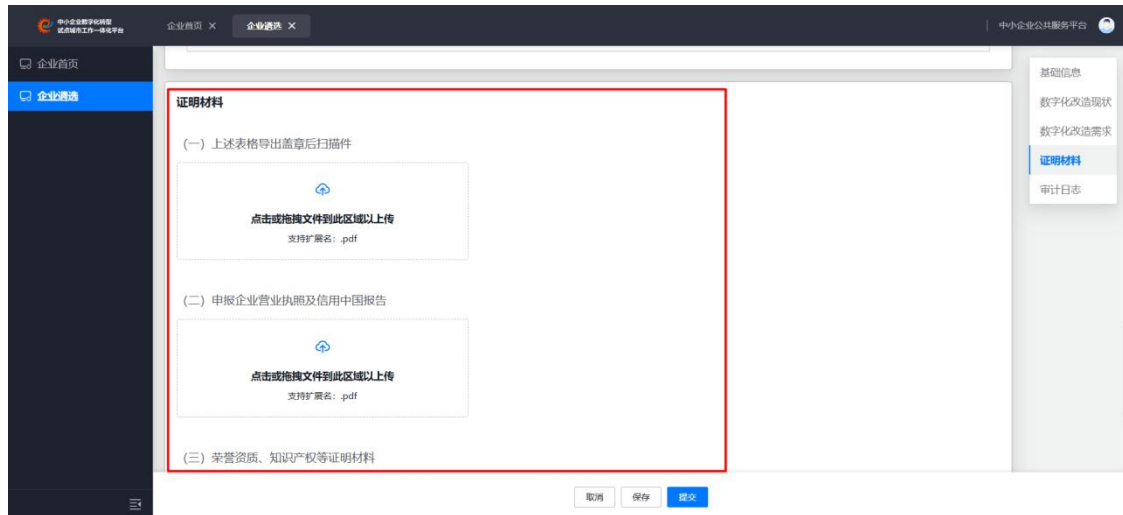 中小企业数字化转型
试点城市工作一体化平台
企业首页
企业遴选
中小企业公共服务平台
企业首页
企业遴选
证明材料
(一) 上述表格导出盖章后扫描件
点击或拖拽文件到此区域以上传
支持扩展名: .pdf
(二) 申报企业营业执照及信用中国报告
点击或拖拽文件到此区域以上传
支持扩展名: .pdf
(三) 荣誉资质、知识产权等证明材料
基础信息
数字化改造现状
数字化改造需求
证明材料
审计日志
取消
保存
提交